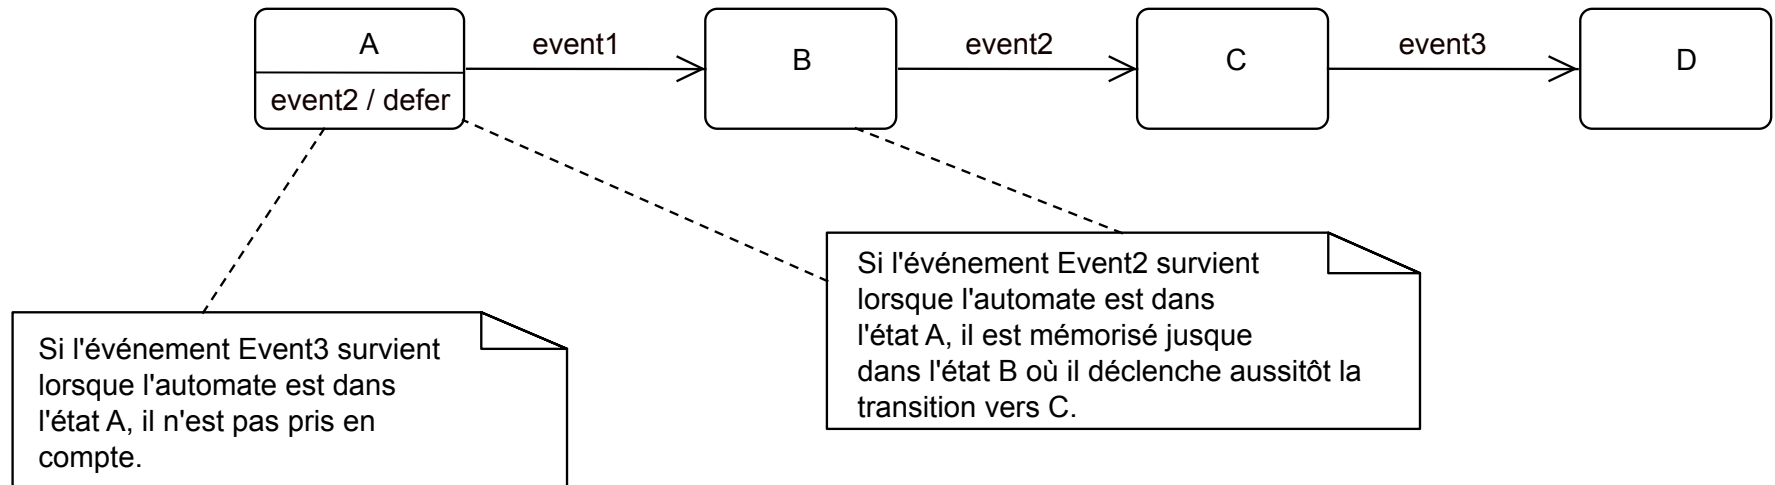 A
event1
B
event2
C
event3
D
event2 / defer
Si l'événement Event2 survient
lorsque l'automate est dans
l'état A, il est mémorisé jusque
dans l'état B où il déclenche aussitôt la
transition vers C.
Si l'événement Event3 survient
lorsque l'automate est dans
l'état A, il n'est pas pris en
compte.